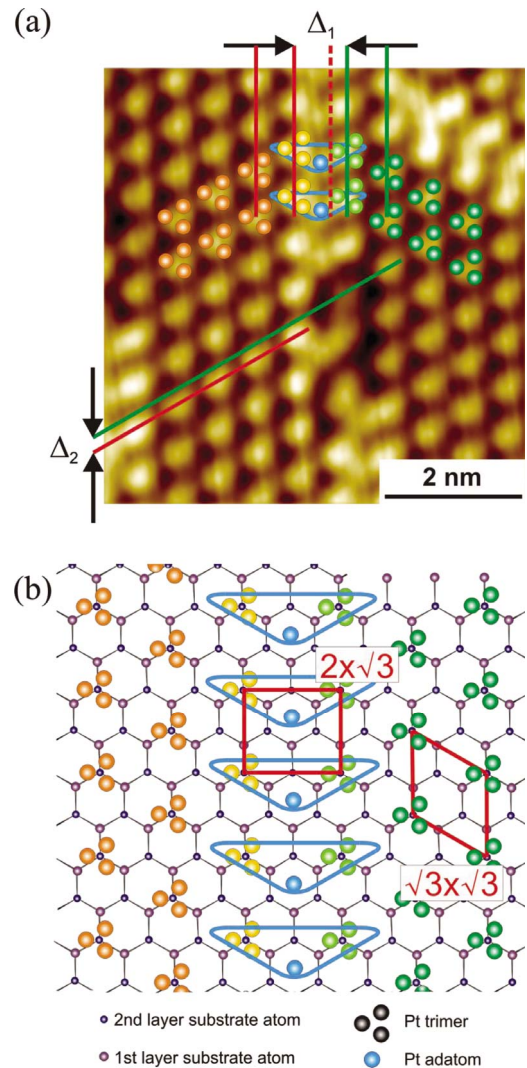 (a)
Δ1
Δ2
2 nm
(b)
2x√3
√3x√3
2nd layer substrate atom
Pt trimer
1st layer substrate atom
Pt adatom